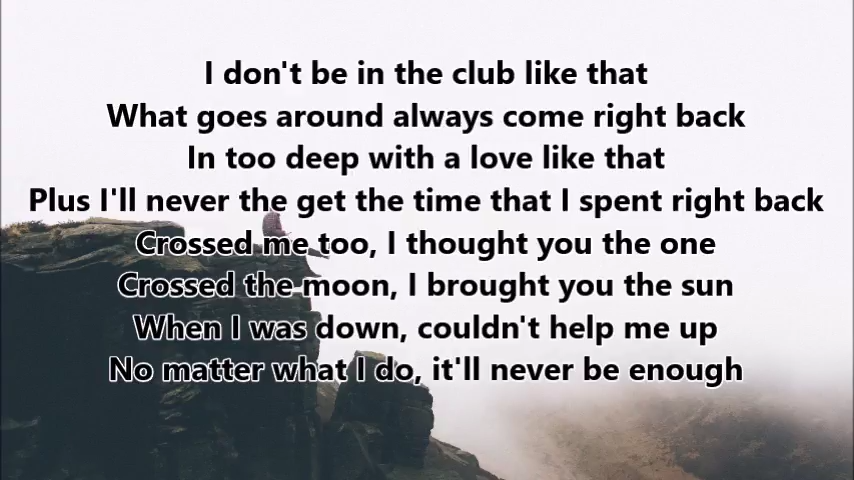 I don't be in the club like that
What goes around always come right back
In too deep with a love like that
Plus I'll never the get the time that I spent right back
Crossed me too, I thought you the one
Crossed the moon, I brought you the sun
When I was down, couldn't help me up
No matter what I do, it'll never be enough